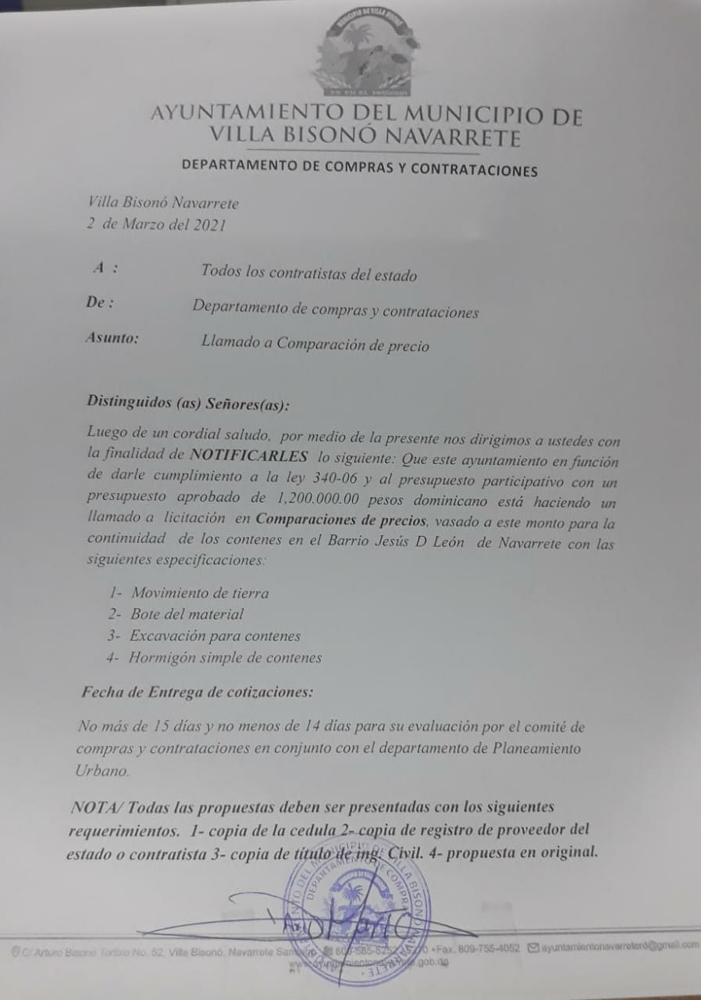 MUNICIPIO DE VILLA BISONÓ
AYUNTAMIENTO DEL MUNICIPIO DE
VILLA BISONÓ NAVARRETE
DEPARTAMENTO DE COMPRAS Y CONTRATACIONES
Villa Bisonó Navarrete
2 de Marzo del 2021
A : Todos los contratistas del estado
De : Departamento de compras y contrataciones
Asunto: Llamado a Comparación de precio
Distinguidos (as) Señores(as):
Luego de un cordial saludo, por medio de la presente nos dirigimos a ustedes con
la finalidad de NOTIFICARLES lo siguiente: Que este ayuntamiento en función
de darle cumplimiento a la ley 340-06 y al presupuesto participativo con un
presupuesto aprobado de 1,200.000.00 pesos dominicano está haciendo un
llamado a licitación en Comparaciones de precios, vasado a este monto para la
continuidad de los contenes en el Barrio Jesús D León de Navarrete con las
siguientes especificaciones:
1- Movimiento de tierra
2- Bote del material
3- Excavación para contenes
4- Hormigón simple de contenes
Fecha de Entrega de cotizaciones:
No más de 15 días y no menos de 14 días para su evaluación por el comité de
compras y contrataciones en conjunto con el departamento de Planeamiento
Urbano.
NOTA/ Todas las propuestas deben ser presentadas con los siguientes
requerimientos. 1- copia de la cedula 2- copia de registro de proveedor del
estado o contratista 3- copia de título de ing. Civil. 4- propuesta en original.
DEPARTAMENTO DE COMPRAS
C/ Arturo Bisonó Toribio No. 52, Villa Bisonó, Navarrete • Fax. 809-755-4052 ayuntamientonavarreterd@gmail.com
.gob.do